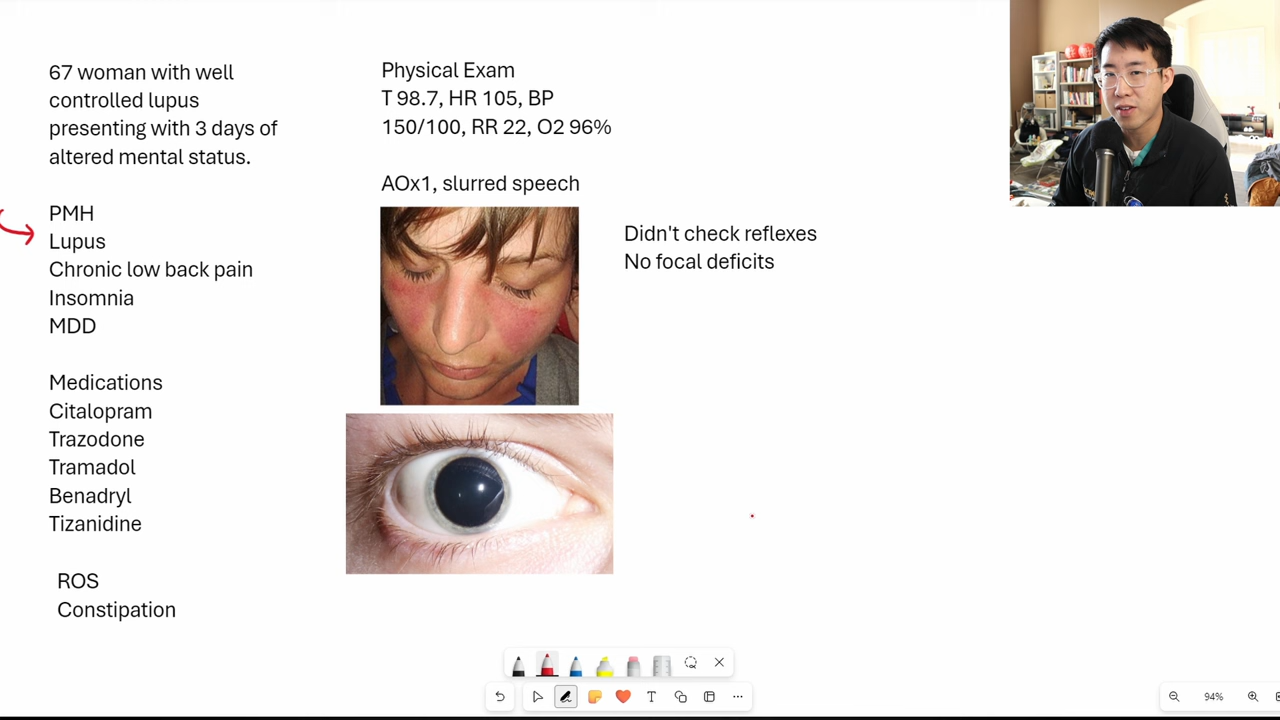 67 woman with well
controlled lupus
presenting with 3 days of
altered mental status.
PMH
Lupus
Chronic low back pain
Insomnia
MDD
Medications
Citalopram
Trazodone
Tramadol
Benadryl
Tizanidine
ROS
Constipation
Physical Exam
T 98.7, HR 105, BP
150/100, RR 22, O2 96%
AOx1, slurred speech
Didn't check reflexes
No focal deficits
94%